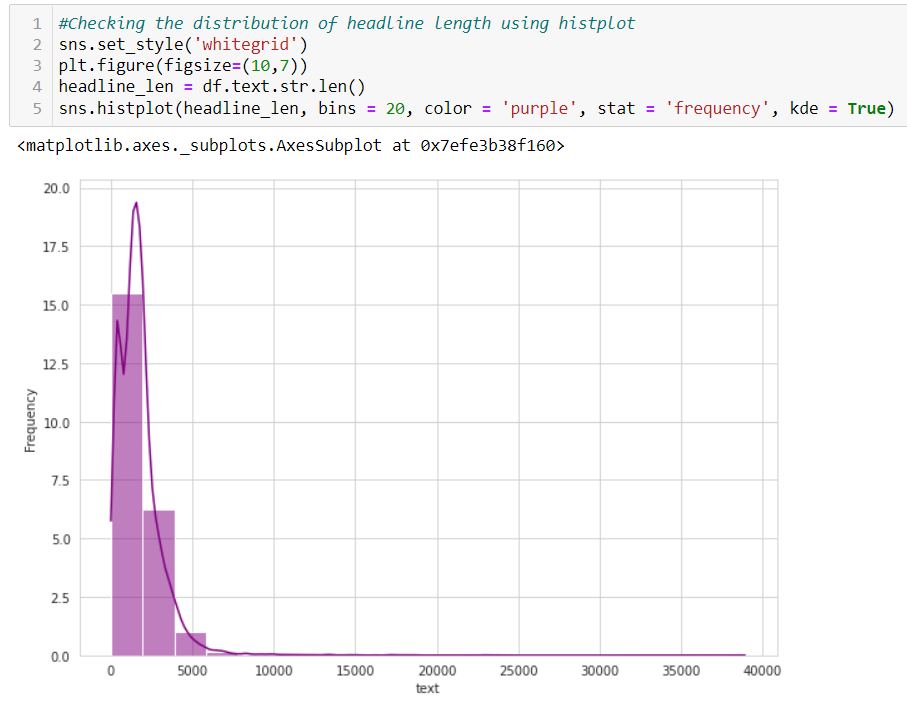 1 #Checking the distribution of headline length using histplot
2 sns.set_style('whitegrid')
3 plt.figure(figsize=(10,7))
4 headline_len = df.text.str.len()
5 sns.histplot(headline_len, bins = 20, color = 'purple', stat = 'frequency', kde = True)
<matplotlib.axes._subplots.AxesSubplot at 0x7efe3b38f160>
20.0
17.5
15.0
12.5
10.0
7.5
5.0
2.5
0.0
Frequency
0 5000 10000 15000 20000 25000 30000 35000 40000
text